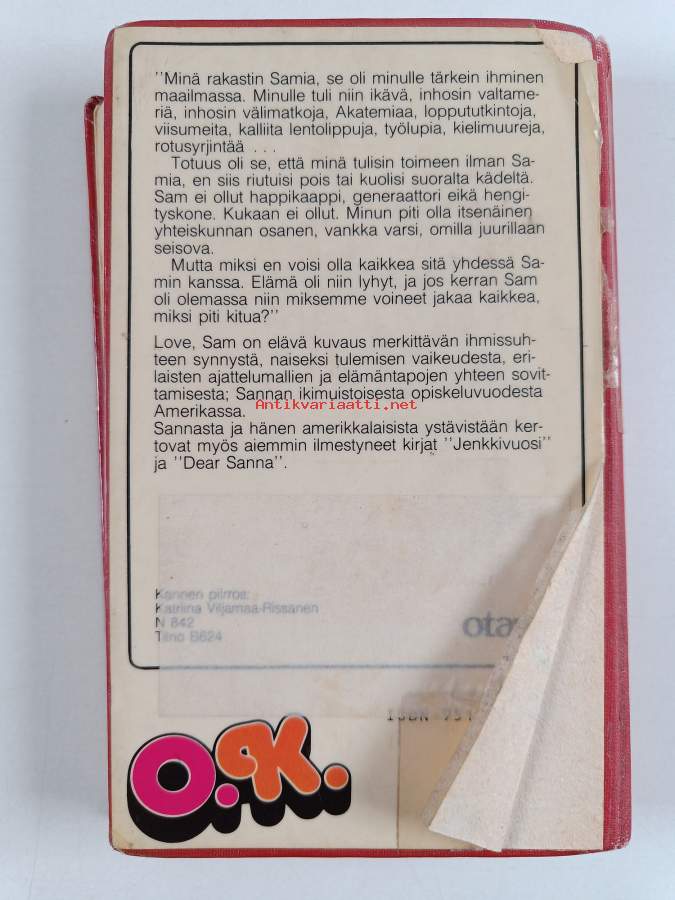 "Minä rakastin Samia, se oli minulle tärkein ihminen
maailmassa. Minulle tuli niin ikävä, inhosin valtame-
riä, inhosin välimatkoja, Akatemiaa, loppututkintoja,
viisumeita, kalliita lentolippuja, työlupia, kielimuureja,
rotusyrjintää . . .
Totuus oli se, että minä tulisin toimeen ilman Sa-
mia, en siis riutuisi pois tai kuolisi suoralta kädeltä.
Sam ei ollut happikaappi, generaattori eikä hengi-
tyskone. Kukaan ei ollut. Minun piti olla itsenäinen
yhteiskunnan osanen, vankka varsi, omilla juurillaan
seisova.
Mutta miksi en voisi olla kaikkea sitä yhdessä Sa-
min kanssa. Elämä oli niin lyhyt, ja jos kerran Sam
oli olemassa niin miksemme voineet jakaa kaikkea,
miksi piti kitua?"
Love, Sam on elävä kuvaus merkittävän ihmissuh-
teen synnystä, naiseksi tulemisen vaikeudesta, eri-
laisten ajattelumallien ja elämäntapojen yhteen sovit-
tamisesta; Sannan ikimuistoisesta opiskeluvuodesta
Amerikassa.
Antikvariaatti.net
Sannasta ja hänen amerikkalaisista ystävistään ker-
tovat myös aiemmin ilmestyneet kirjat "Jenkkivuosi"
ja "Dear Sanna".
Kannen piirros:
Katriina Viljamaa-Rissanen
N 842
Tilno B624
ota
ISBN 951
O.K.